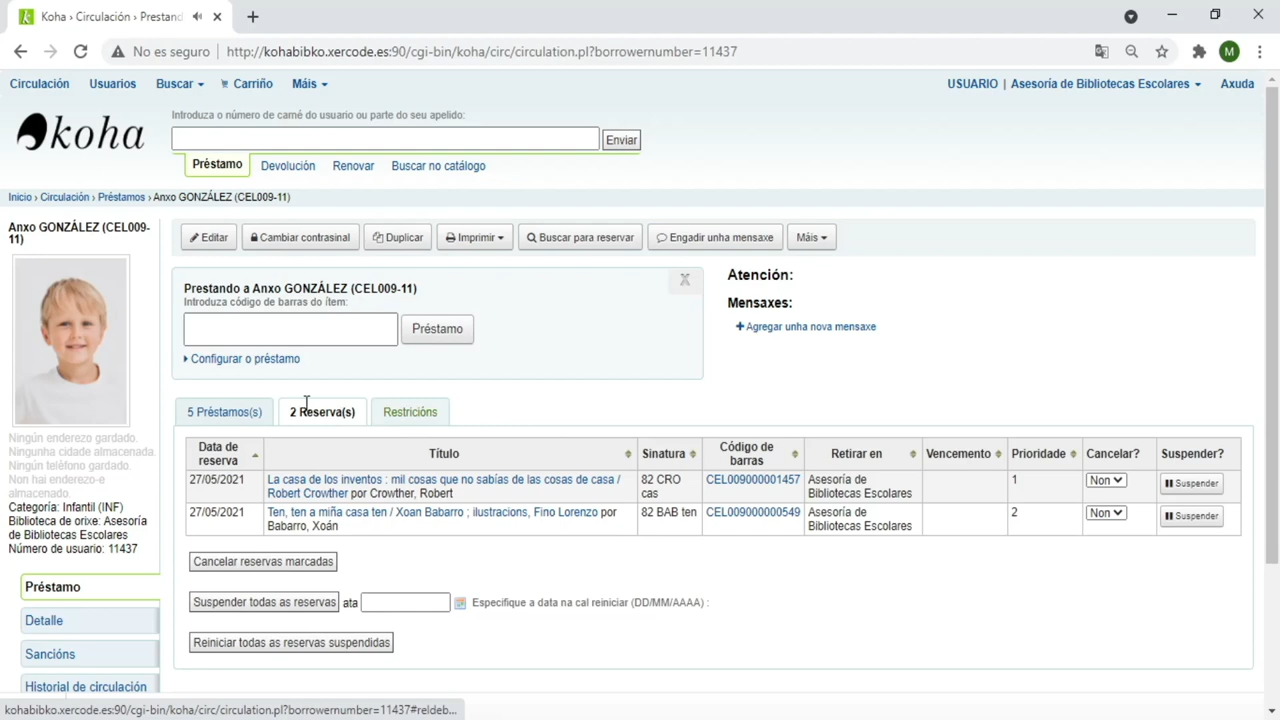 Koha › Circulación › Prestand
No es seguro http://kohabibko.xercode.es:90/cgi-bin/koha/circ/circulation.pl?borrowernumber=11437
M
Circulación Usuarios Buscar Carriño Máis USUARIO | Asesoría de Bibliotecas Escolares Axuda
koha
Introduza o número de carné do usuario ou parte do seu apelido:
Enviar
Préstamo Devolución Renovar Buscar no catálogo
Inicio › Circulación › Préstamos › Anxo GONZÁLEZ (CEL009-11)
Anxo GONZÁLEZ (CEL009-
11)
Ningún enderezo gardado.
Ningunha cidade almacenada.
Ningún teléfono gardado.
Non hai enderezo-e
almacenado.
Categoría: Infantil (INF)
Biblioteca de orixe: Asesoría
de Bibliotecas Escolares
Número de usuario: 11437
Préstamo
Detalle
Sancións
Historial de circulación
Editar Cambiar contrasinal Duplicar Imprimir Buscar para reservar Engadir unha mensaxe Máis
Prestando a Anxo GONZÁLEZ (CEL009-11)
X
Introduza código de barras do ítem:
Préstamo
Configurar o préstamo
Atención:
Mensaxes:
Agregar unha nova mensaxe
5 Préstamos(s) 2 Reserva(s) Restricións
Data de reserva Título Sinatura Código de barras Retirar en Vencemento Prioridade Cancelar? Suspender?
27/05/2021 La casa de los inventos : mil cosas que no sabías de las cosas de casa / 82 CRO CEL009000001457 Asesoría de 1 Non Suspender
Robert Crowther por Crowther, Robert cas Bibliotecas Escolares
27/05/2021 Ten, ten a miña casa ten / Xoan Babarro ; ilustracions, Fino Lorenzo por 82 BAB ten CEL009000000549 Asesoría de 2 Non Suspender
Babarro, Xoán Bibliotecas Escolares
Cancelar reservas marcadas
Suspender todas as reservas ata Especifique a data na cal reiniciar (DD/MM/AAAA) :
Reiniciar todas as reservas suspendidas
kohabibko.xercode.es:90/cgi-bin/koha/circ/circulation.pl?borrowernumber=11437#reldeb...